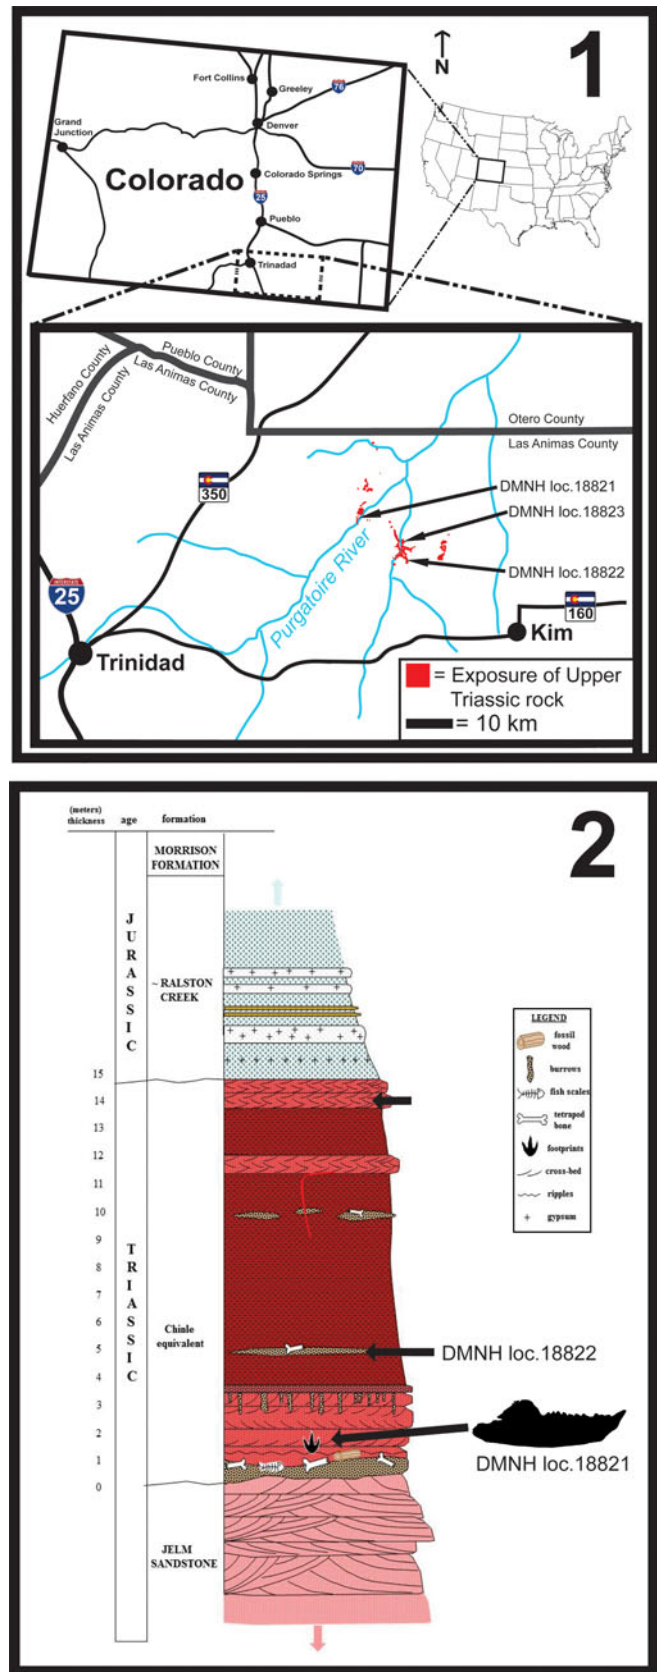 1
N
Fort Collins
Greeley
76
Grand
Junction
Denver
70
Colorado
Colorado Springs
25
Pueblo
Trinadad
Huerfano County
Las Animas County
Pueblo County
Las Animas County
Otero County
Las Animas County
350
DMNH loc.18821
DMNH loc.18823
DMNH loc.18822
Purgatoire River
INTERSTATE
25
160
Kim
Trinidad
= Exposure of Upper
Triassic rock
= 10 km
2
(meters)
thickness
age
formation
MORRISON
FORMATION
JURASSIC
~ RALSTON
CREEK
LEGEND
fossil
wood
burrows
fish scales
tetrapod
bone
footprints
cross-bed
ripples
gypsum
15
14
13
12
11
10
9
8
7
6
5
4
3
2
1
0
TRIASSIC
Chinle
equivalent
DMNH loc.18822
DMNH loc.18821
JELM
SANDSTONE